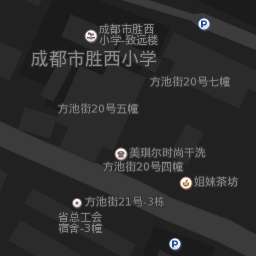 P
成都市胜西
小学-致远楼
成都市胜西小学
方池街20号七幢
方池街20号五幢
美琪尔时尚干洗
方池街20号四幢
姐妹茶坊
方池街21号-3栋
省总工会
宿舍-3幢
P